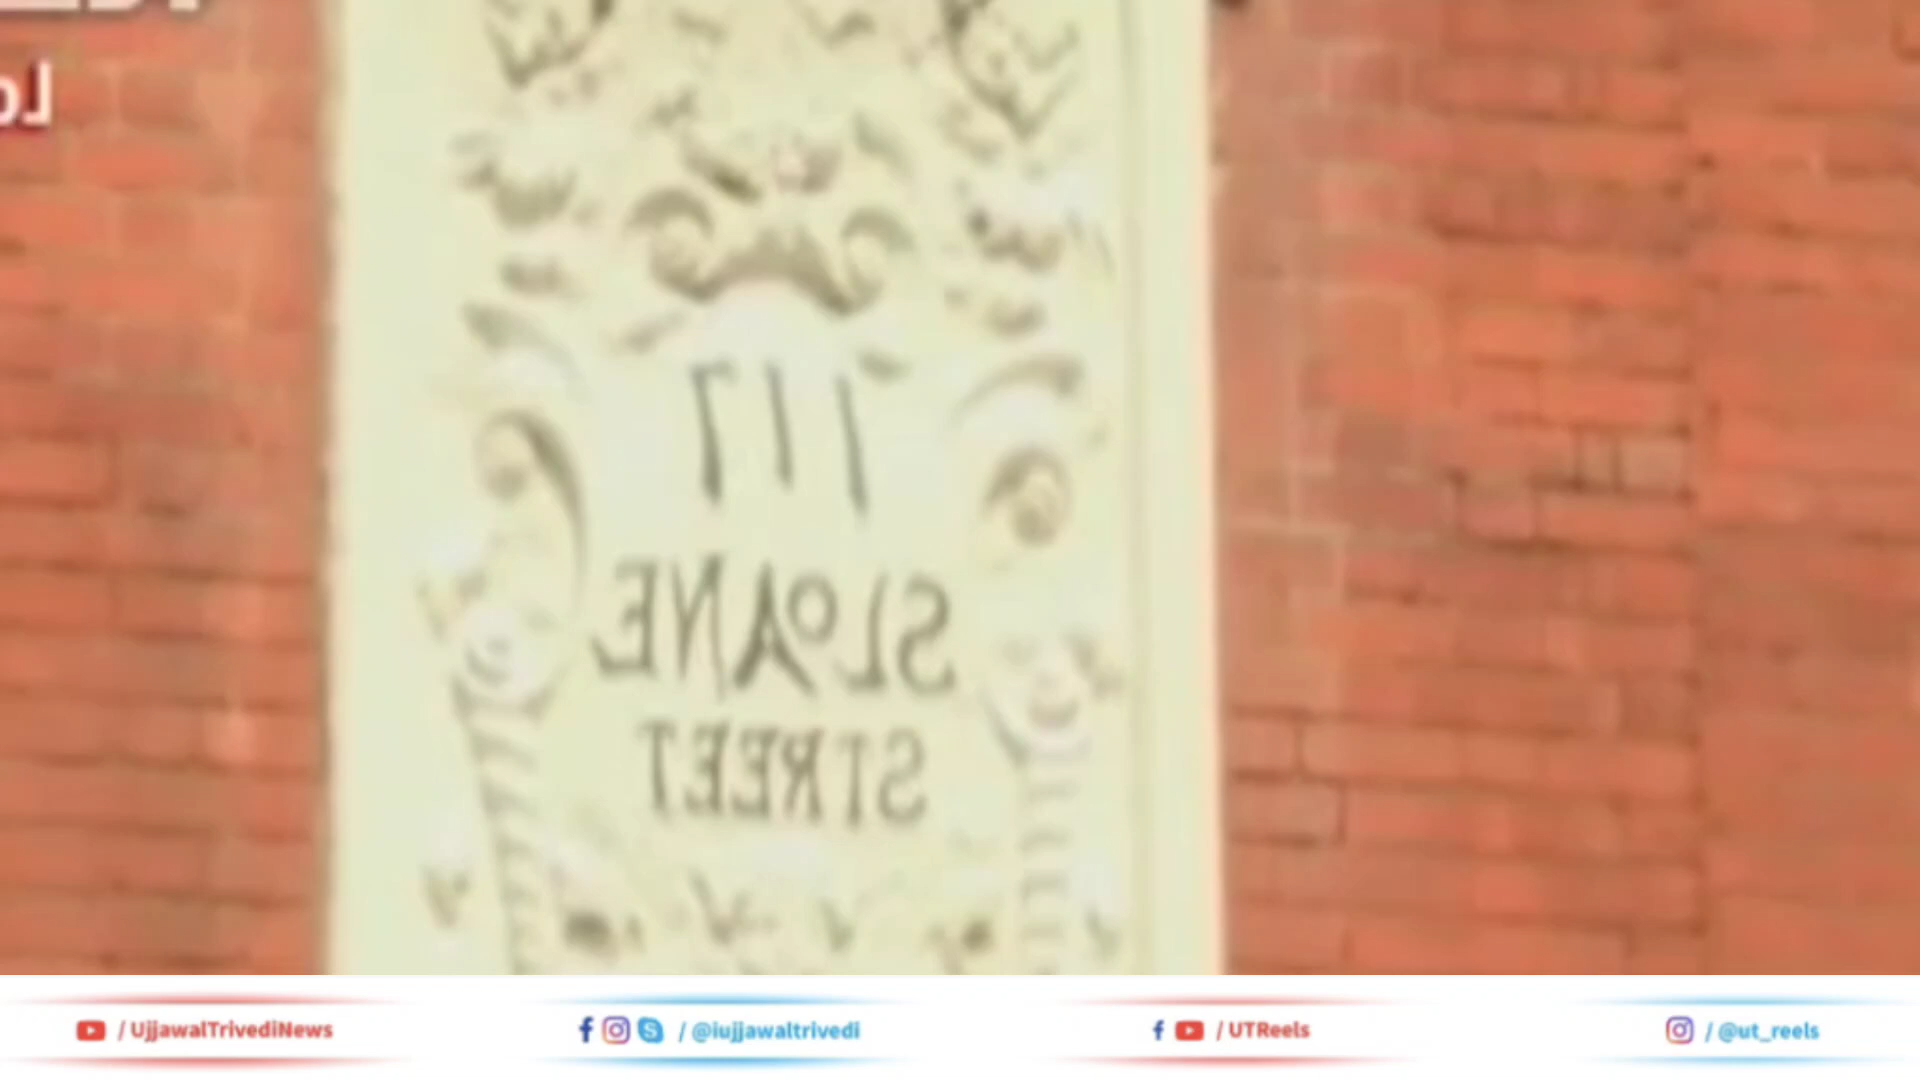 117
SLOANE
STREET
/ UjjawalTrivediNews
/ @iujjawaltrivedi
/ UTReels
/ @ut_reels